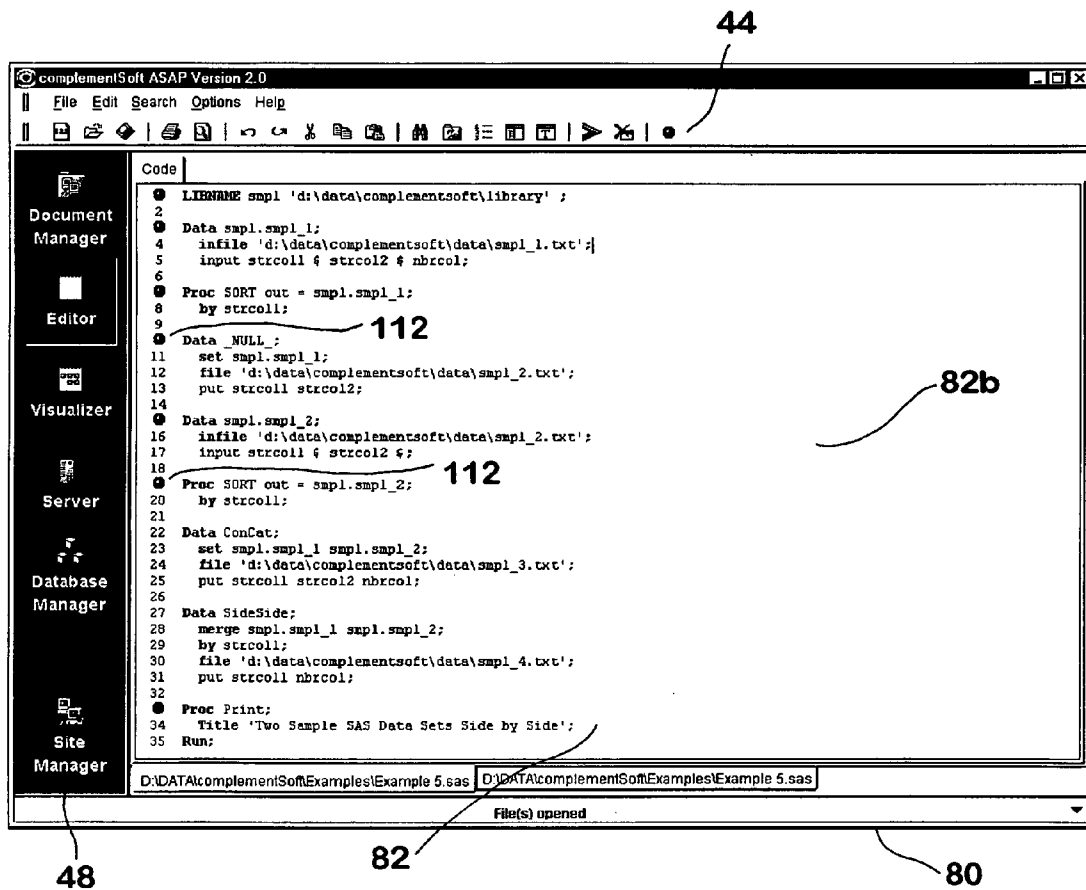 44
complementSoft ASAP Version 2.0
File Edit Search Options Help
Document Manager
Editor
Visualizer
Server
Database Manager
Site Manager
Code
LIBNAME smpl 'd:\data\complementsoft\library' ;
2
Data smpl.smpl_1;
4 infile 'd:\data\complementsoft\data\smpl_1.txt';
5 input strcol1 $ strcol2 $ nbrcol;
6
Proc SORT out = smpl.smpl_1;
8 by strcol1;
9
112
Data _NULL_;
11 set smpl.smpl_1;
12 file 'd:\data\complementsoft\data\smpl_2.txt';
13 put strcol1 strcol2;
82b
14
Data smpl.smpl_2;
16 infile 'd:\data\complementsoft\data\smpl_2.txt';
17 input strcol1 $ strcol2 $;
18
112
Proc SORT out = smpl.smpl_2;
20 by strcol1;
21
22 Data ConCat;
23 set smpl.smpl_1 smpl.smpl_2;
24 file 'd:\data\complementsoft\data\smpl_3.txt';
25 put strcol1 strcol2 nbrcol;
26
27 Data SideSide;
28 merge smpl.smpl_1 smpl.smpl_2;
29 by strcol1;
30 file 'd:\data\complementsoft\data\smpl_4.txt';
31 put strcol1 nbrcol;
32
Proc Print;
34 Title 'Two Sample SAS Data Sets Side by Side';
35 Run;
D:\DATA\complementSoft\Examples\Example 5.sas D:\DATA\complementSoft\Examples\Example 5.sas
File(s) opened
48
82
80